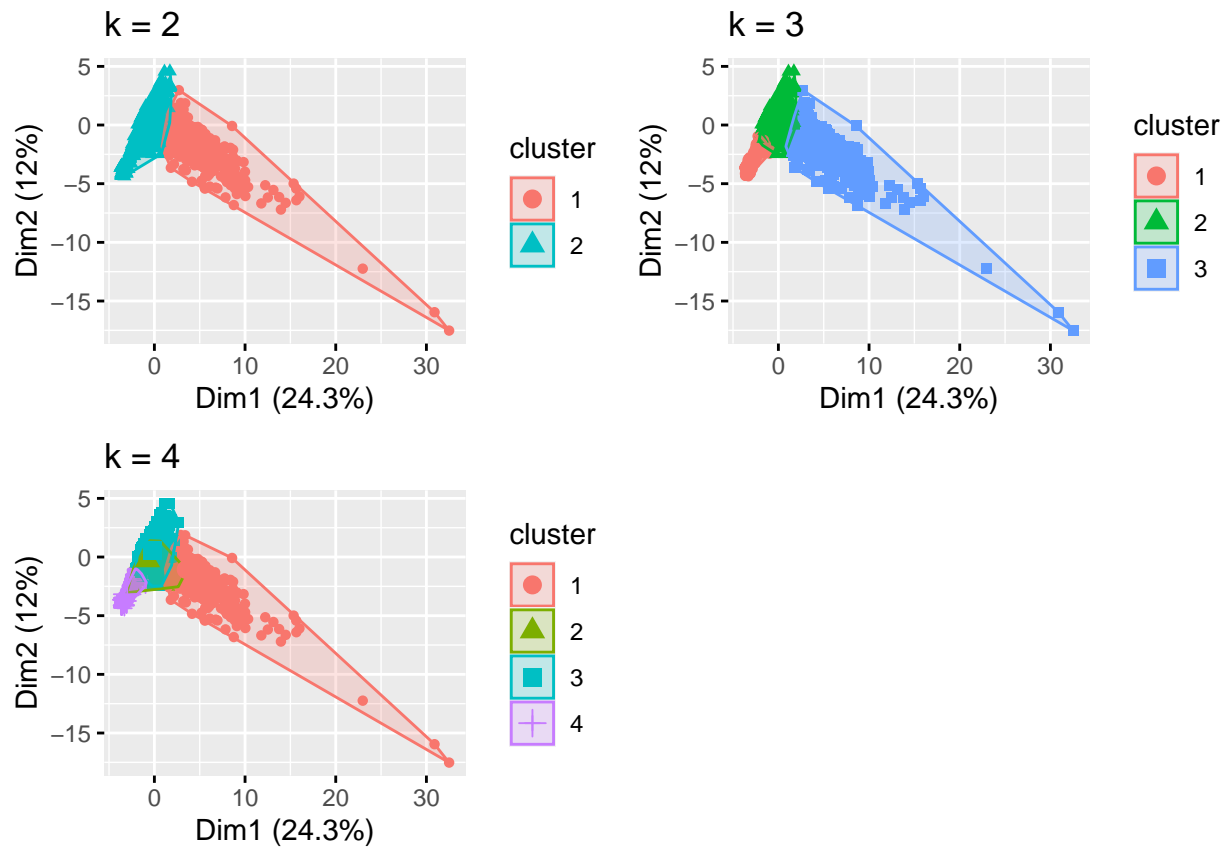 k = 2
5
0
−5
−10
−15
Dim2 (12%)
0 10 20 30
Dim1 (24.3%)
cluster
1
2
k = 3
5
0
−5
−10
−15
Dim2 (12%)
0 10 20 30
Dim1 (24.3%)
cluster
1
2
3
k = 4
5
0
−5
−10
−15
Dim2 (12%)
0 10 20 30
Dim1 (24.3%)
cluster
1
2
3
4